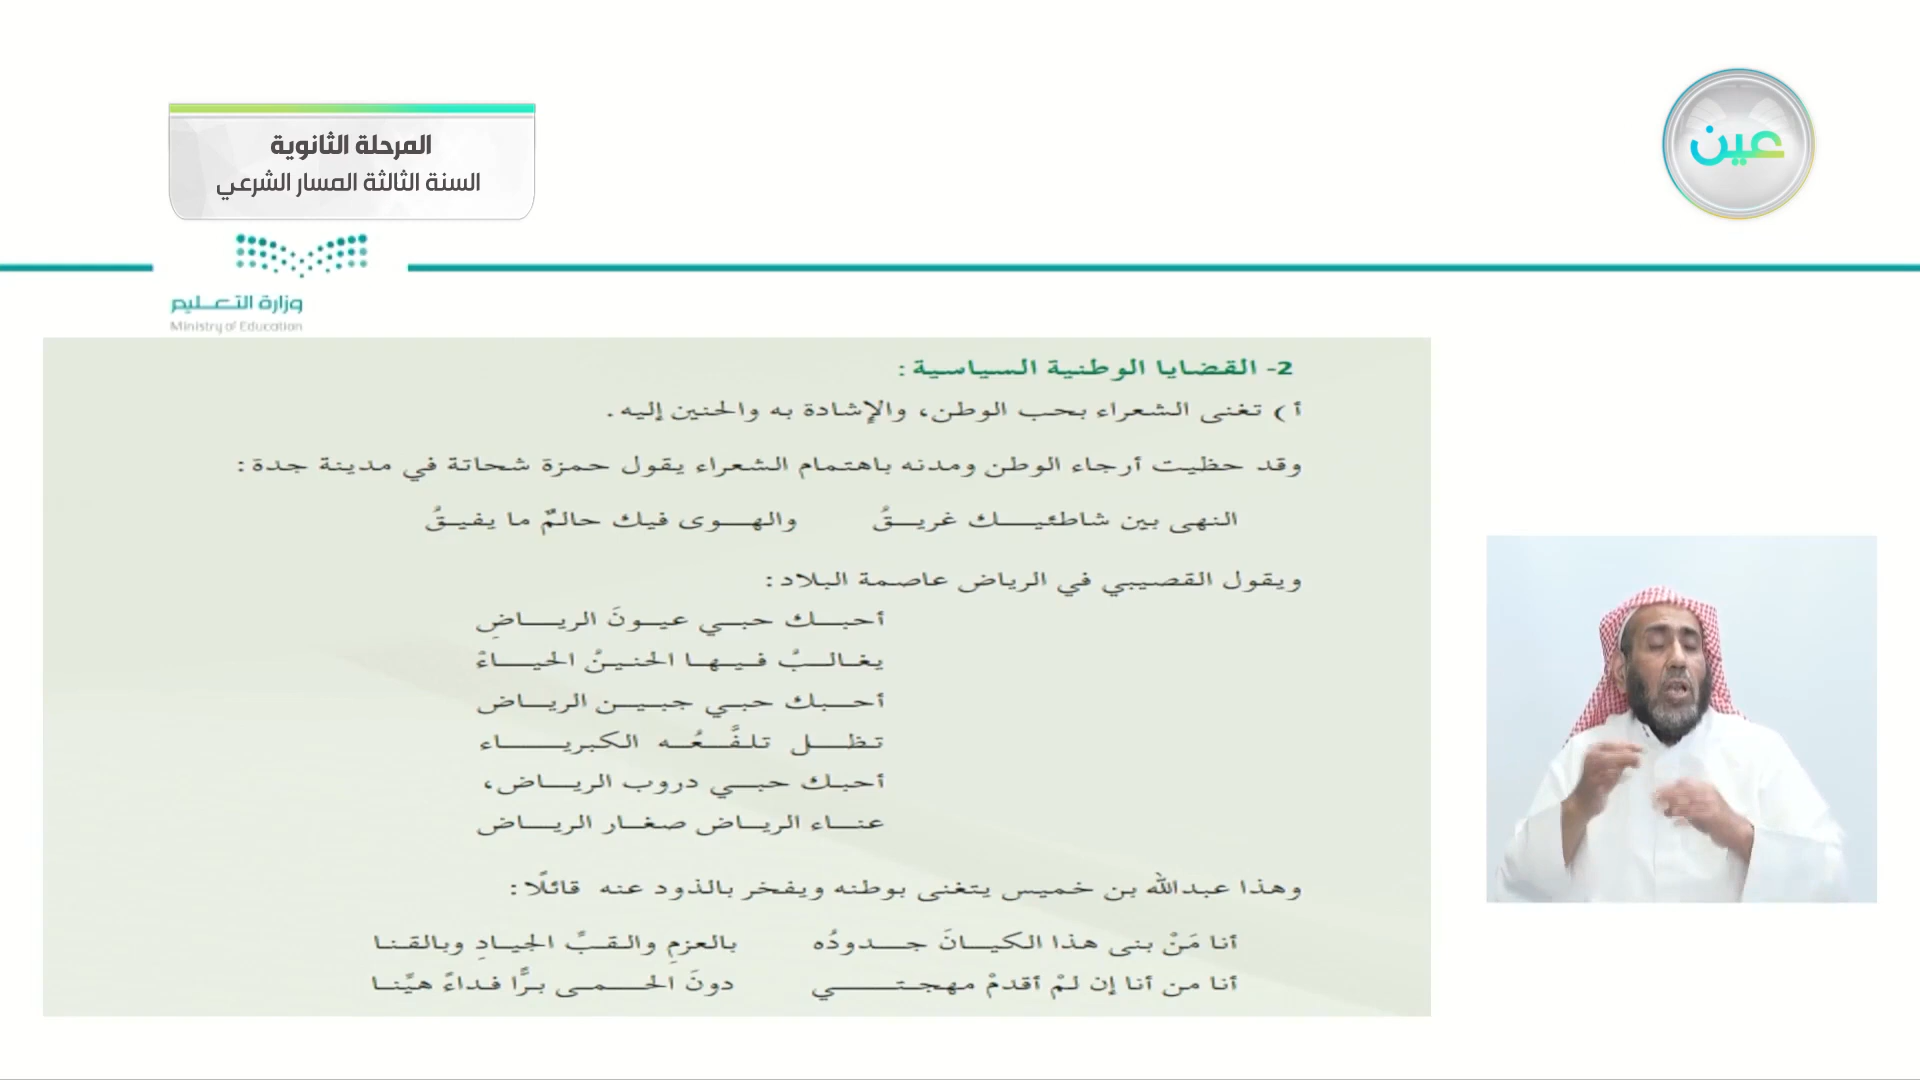 المرحلة الثانوية
السنة الثالثة المسار الشرعي
عين
وزارة التعليم
Ministry of Education
2- القضايا الوطنية السياسية :
أ ) تغنى الشعراء بحب الوطن، والإشادة به والحنين إليه .
وقد حظيت أرجاء الوطن ومدنه باهتمام الشعراء يقول حمزة شحاتة في مدينة جدة :
النهى بين شاطئيك غريقُ والهوى فيك حالمٌ ما يفيقُ
ويقول القصيبي في الرياض عاصمة البلاد :
أحبك حبي عيونَ الرياضِ
يغالبُ فيها الحنينُ الحياءْ
أحبك حبي جبين الرياض
تظل تلفَّعُه الكبرياء
أحبك حبي دروب الرياض،
عناء الرياض صغار الرياض
وهذا عبدالله بن خميس يتغنى بوطنه ويفخر بالذود عنه قائلًا :
أنا مَنْ بنى هذا الكيانَ جدودُه بالعزمِ والقبِّ الجيادِ وبالقنا
أنا من أنا إن لمْ أقدمْ مهجتي دونَ الحمى برًّا فداءً هيِّنا